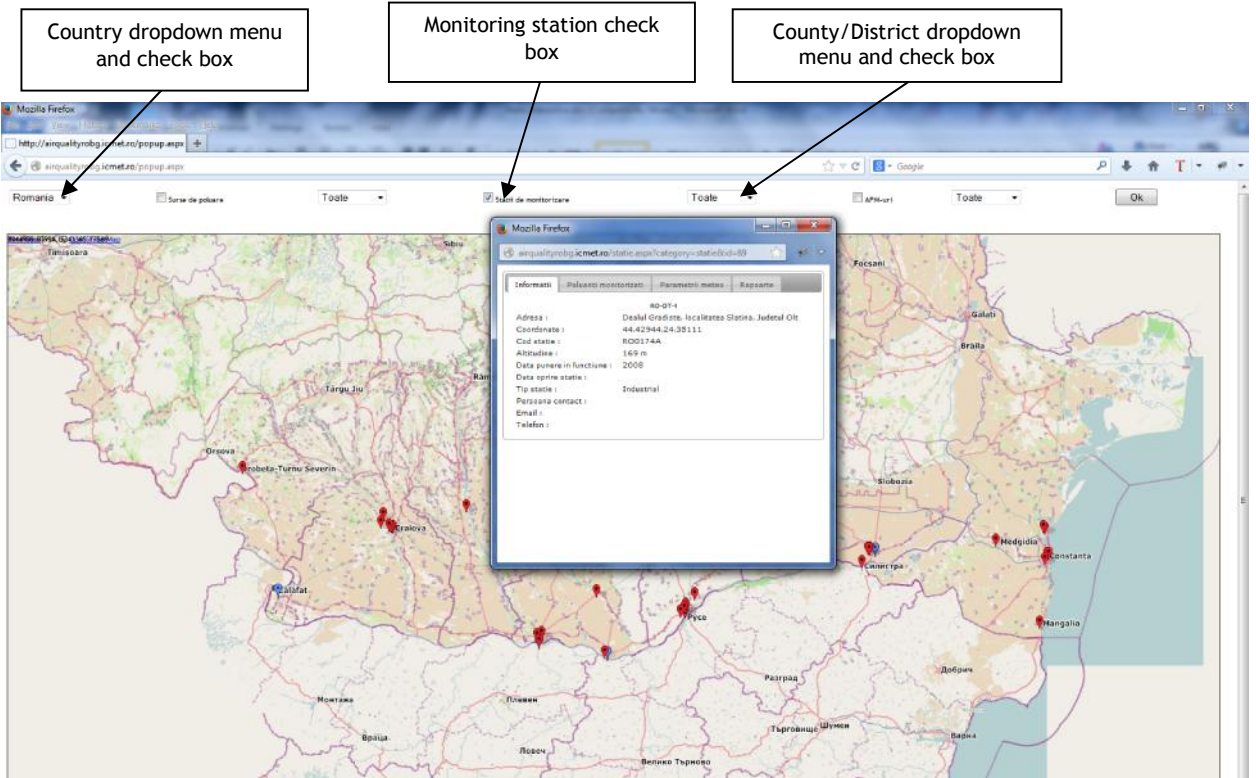 Country dropdown menu
and check box
Monitoring station check
box
County/District dropdown
menu and check box
Mozilla Firefox
http://airqualityrobg.icmet.ro/popup.aspx
airqualityrobg.icmet.ro/popup.aspx
Google
Romania
Surse de poluare
Toate
Statii de monitorizare
Toate
APM-uri
Toate
Ok
Mozilla Firefox
airqualityrobg.icmet.ro/statie.aspx?category=statie&id=89
Informatii
Poluanti monitorizati
Parametrii meteo
Rapoarte
RO-OT-1
Adresa : Dealul Gradiste, localitatea Slatina, Judetul Olt
Coordonate : 44.42944,24.38111
Cod statie : RO0174A
Altitudine : 169 m
Data punere in functiune : 2008
Data oprire statie :
Tip statie : Industrial
Persoana contact :
Email :
Telefon :
Timisoara
Sibiu
Focsani
Galati
Braila
Târgu Jiu
Orsova
Drobeta-Turnu Severin
Slobozia
Craiova
Medgidia
Constanta
Силистра
Calafat
Русе
Mangalia
Добрич
Разград
Монтана
Плевен
Търговище
Шумен
Варна
Враца
Ловеч
Велико Търново